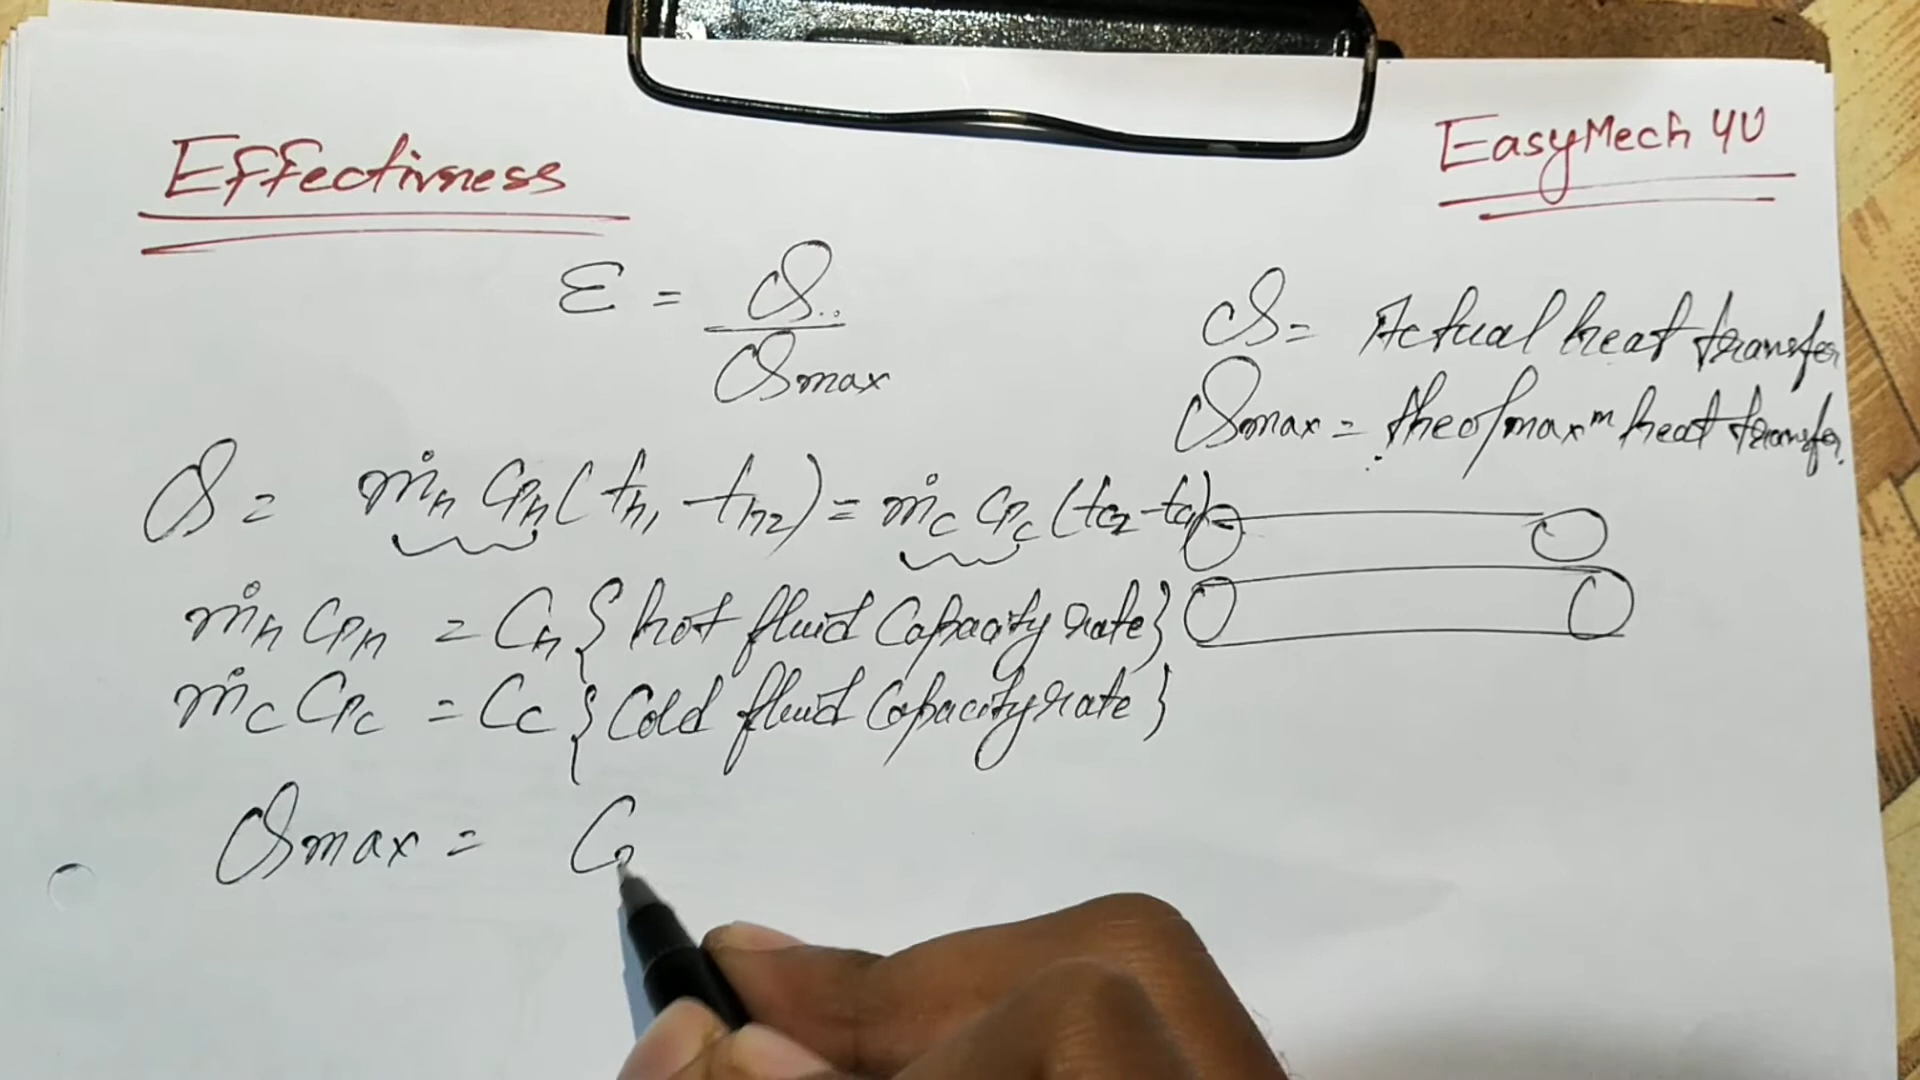 Effectivness
EasyMech 4U
ε = Q / Qmax
Q = Actual heat transfer
Qmax = theo/maxᵐ heat transfer
Q = ṁh Cph (th1 - th2) = ṁc Cpc (tc2 - tc1)
ṁh Cph = Ch { hot fluid Capacity rate }
ṁc Cpc = Cc { Cold fluid Capacity rate }
Qmax = C